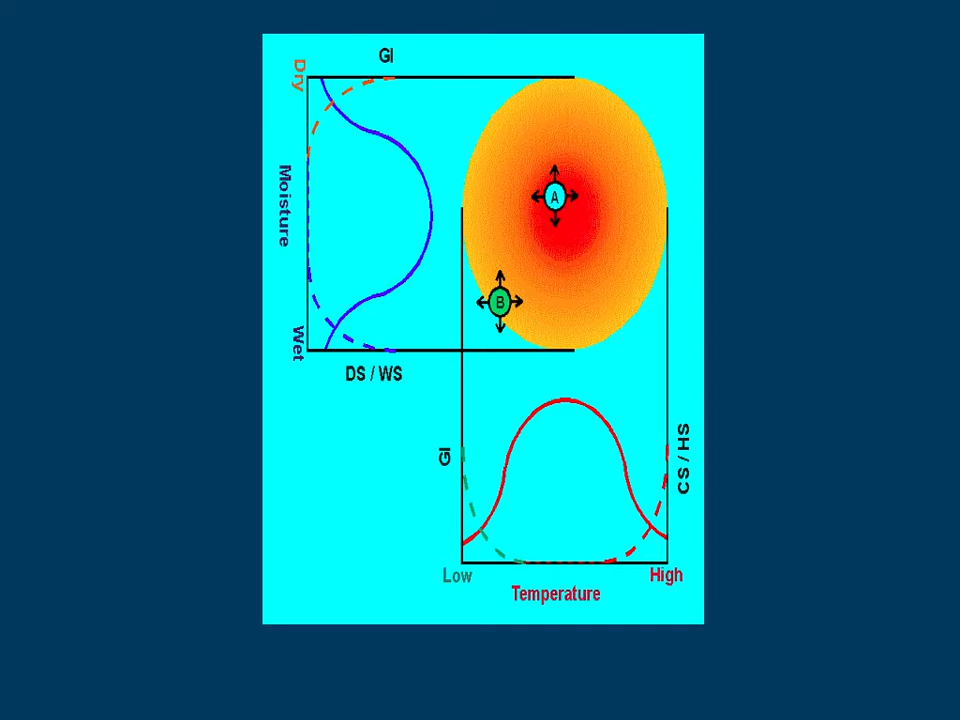 GI
Dry
Moisture
Wet
DS / WS
A
B
GI
CS / HS
Low
High
Temperature